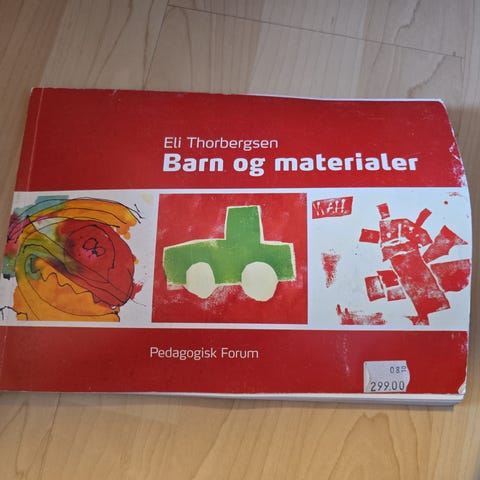 Eli Thorbergsen
Barn og materialer
Pedagogisk Forum
299.00